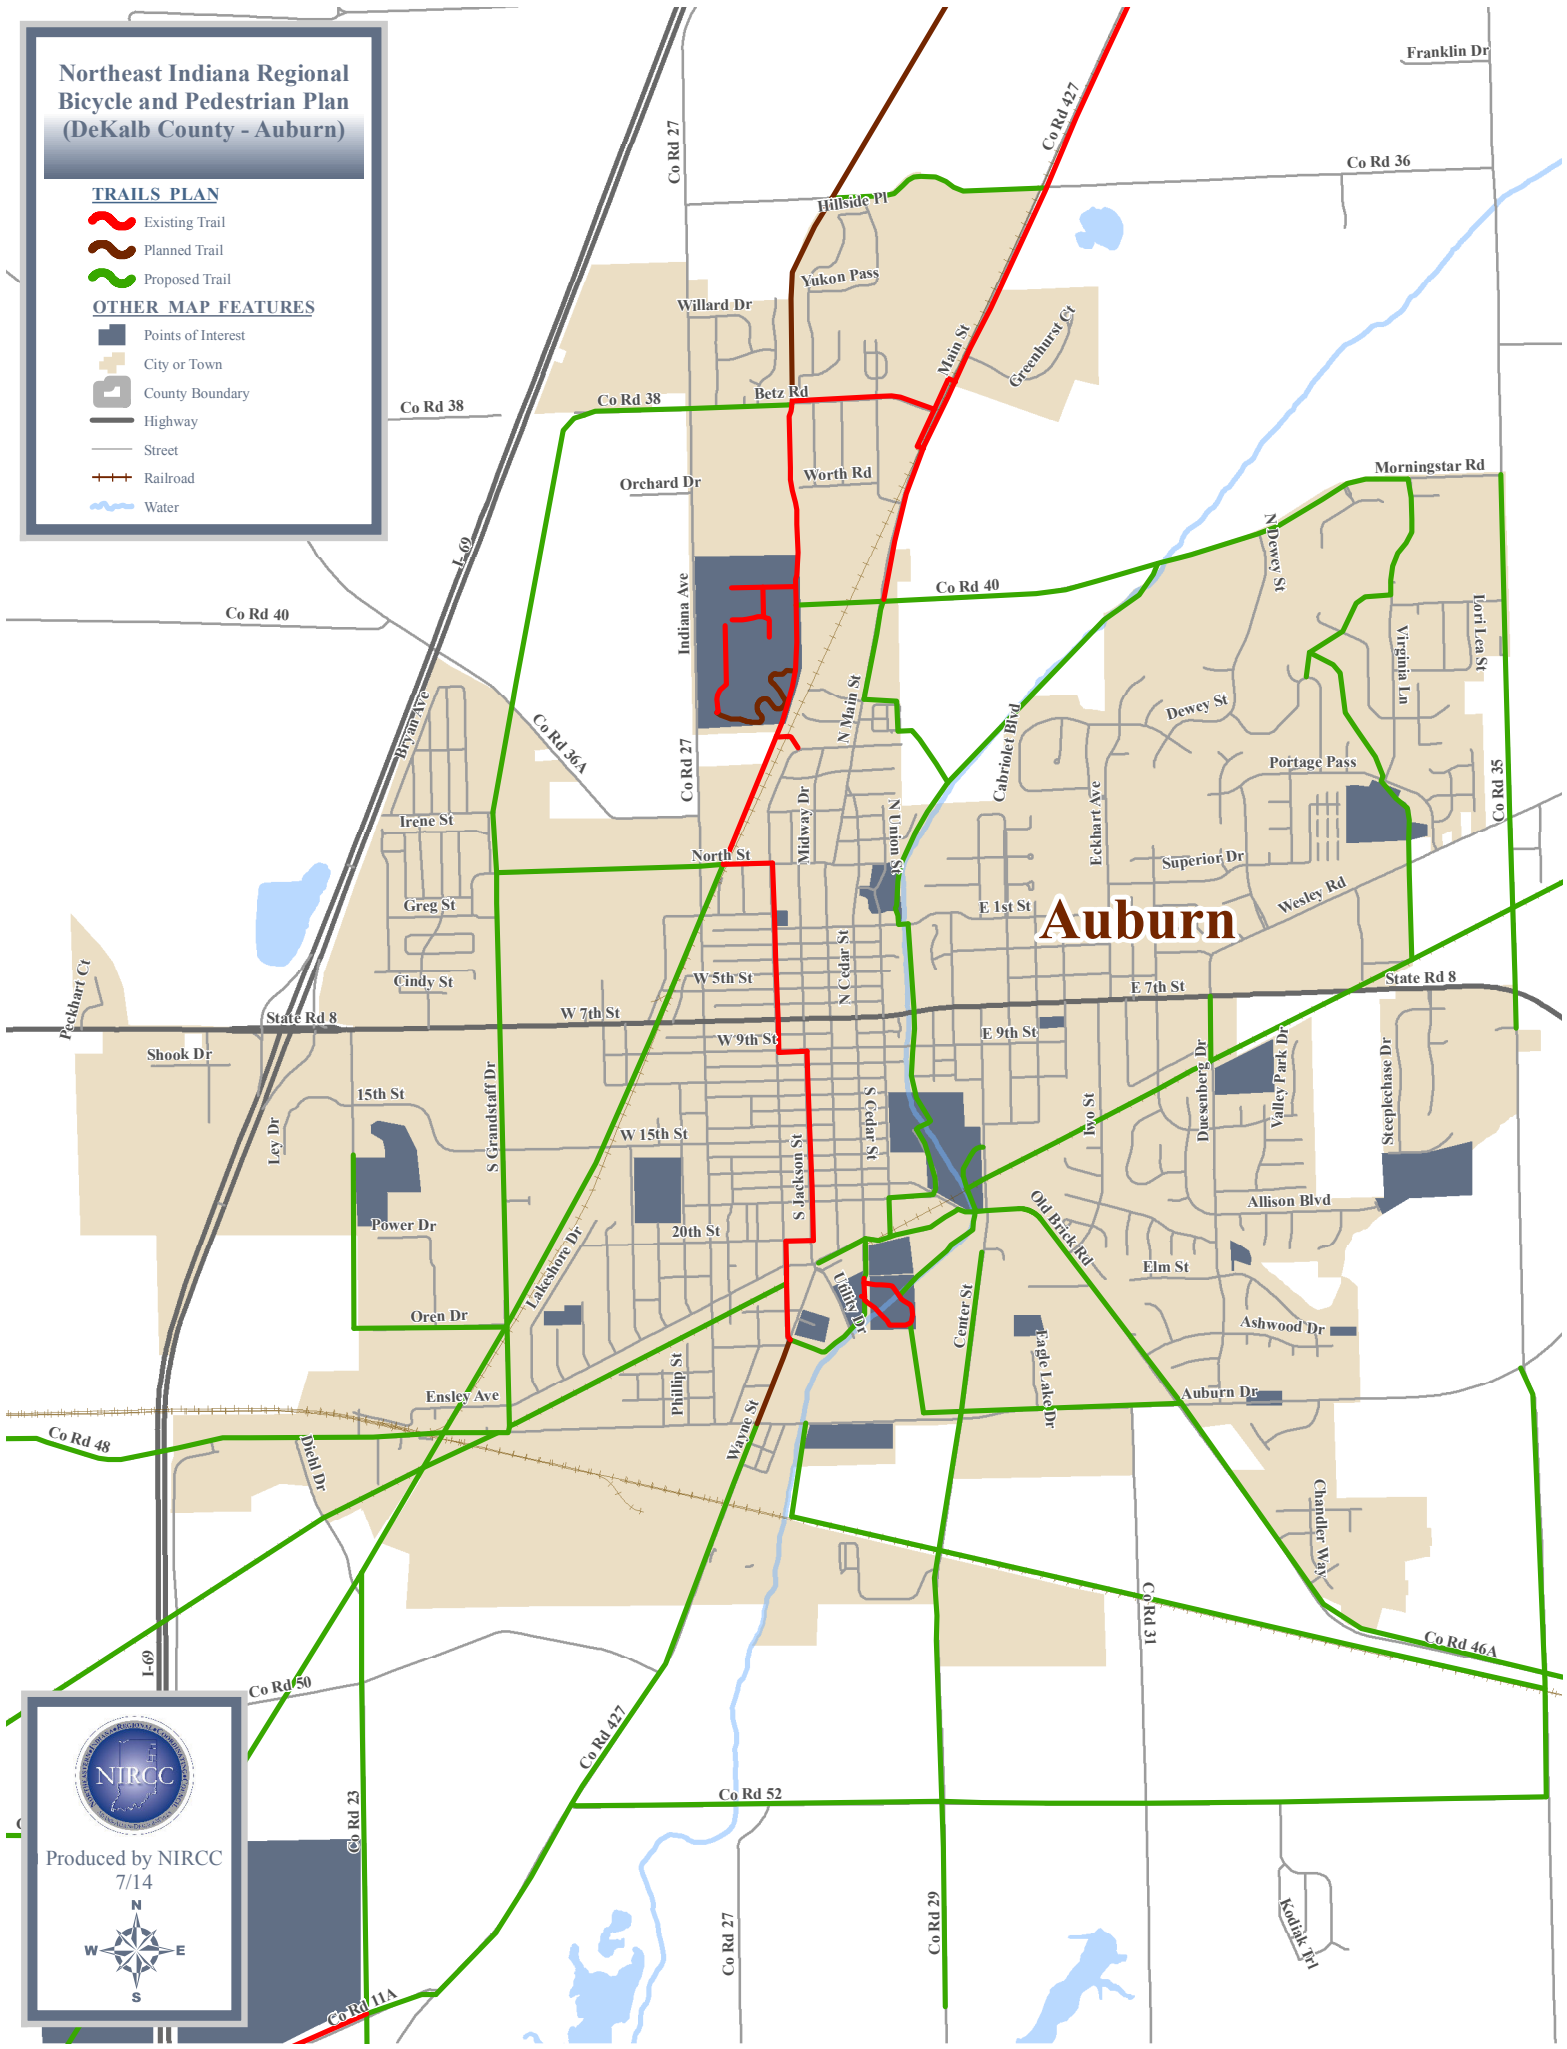 Northeast Indiana Regional
Bicycle and Pedestrian Plan
(DeKalb County - Auburn)
TRAILS PLAN
Existing Trail
Planned Trail
Proposed Trail
OTHER MAP FEATURES
Points of Interest
City or Town
County Boundary
Highway
Street
Railroad
Water
Franklin Dr
Co Rd 427
Co Rd 27
Co Rd 36
Hillside Pl
Yukon Pass
Willard Dr
Main St
Greenhurst Ct
Betz Rd
Co Rd 38
Co Rd 38
Worth Rd
Orchard Dr
Morningstar Rd
N Dewey St
I-69
Co Rd 40
Co Rd 40
Indiana Ave
Lori Lea St
Virginia Ln
N Main St
Dewey St
Cabriolet Blvd
Bryan Ave
Co Rd 36A
Co Rd 27
Portage Pass
Co Rd 35
Midway Dr
N Union St
Eckhart Ave
Irene St
North St
Superior Dr
Wesley Rd
Greg St
E 1st St
Auburn
N Cedar St
Cindy St
W 5th St
Peckhart Ct
State Rd 8
W 7th St
E 7th St
State Rd 8
W 9th St
E 9th St
Shook Dr
S Grandstaff Dr
Duesenberg Dr
Valley Park Dr
Steeplechase Dr
15th St
S Cedar St
Iwo St
Ley Dr
W 15th St
S Jackson St
Power Dr
20th St
Allison Blvd
Old Brick Rd
Lakeshore Dr
Elm St
Utility Dr
Center St
Oren Dr
Ashwood Dr
Eagle Lake Dr
Phillip St
Ensley Ave
Auburn Dr
Wayne St
Co Rd 48
Diehl Dr
Chandler Way
Co Rd 31
Co Rd 46A
I-69
Co Rd 50
Co Rd 427
Co Rd 52
Co Rd 23
NIRCC
Produced by NIRCC
7/14
N
W
E
S
Co Rd 27
Co Rd 29
Kodiak Trl
Co Rd 11A